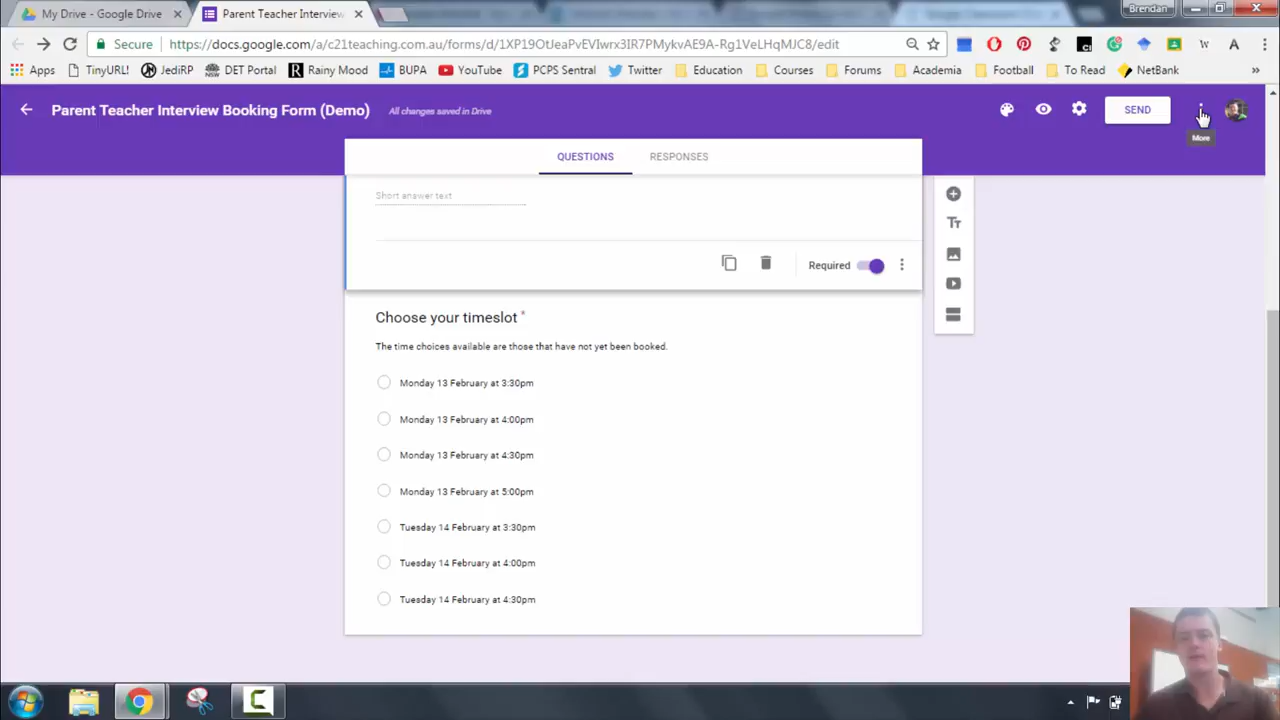 My Drive - Google Drive
Parent Teacher Interview
Brendan
Secure
https://docs.google.com/a/c21teaching.com.au/forms/d/1XP19OtJeaPvEVIwrx3IR7PMykvAE9A-Rg1VeLHqMJC8/edit
Apps
TinyURL!
JediRP
DET Portal
Rainy Mood
BUPA
YouTube
PCPS Sentral
Twitter
Education
Courses
Forums
Academia
Football
To Read
NetBank
»
Parent Teacher Interview Booking Form (Demo)
All changes saved in Drive
SEND
More
QUESTIONS
RESPONSES
Short answer text
Required
Choose your timeslot *
The time choices available are those that have not yet been booked.
Monday 13 February at 3:30pm
Monday 13 February at 4:00pm
Monday 13 February at 4:30pm
Monday 13 February at 5:00pm
Tuesday 14 February at 3:30pm
Tuesday 14 February at 4:00pm
Tuesday 14 February at 4:30pm